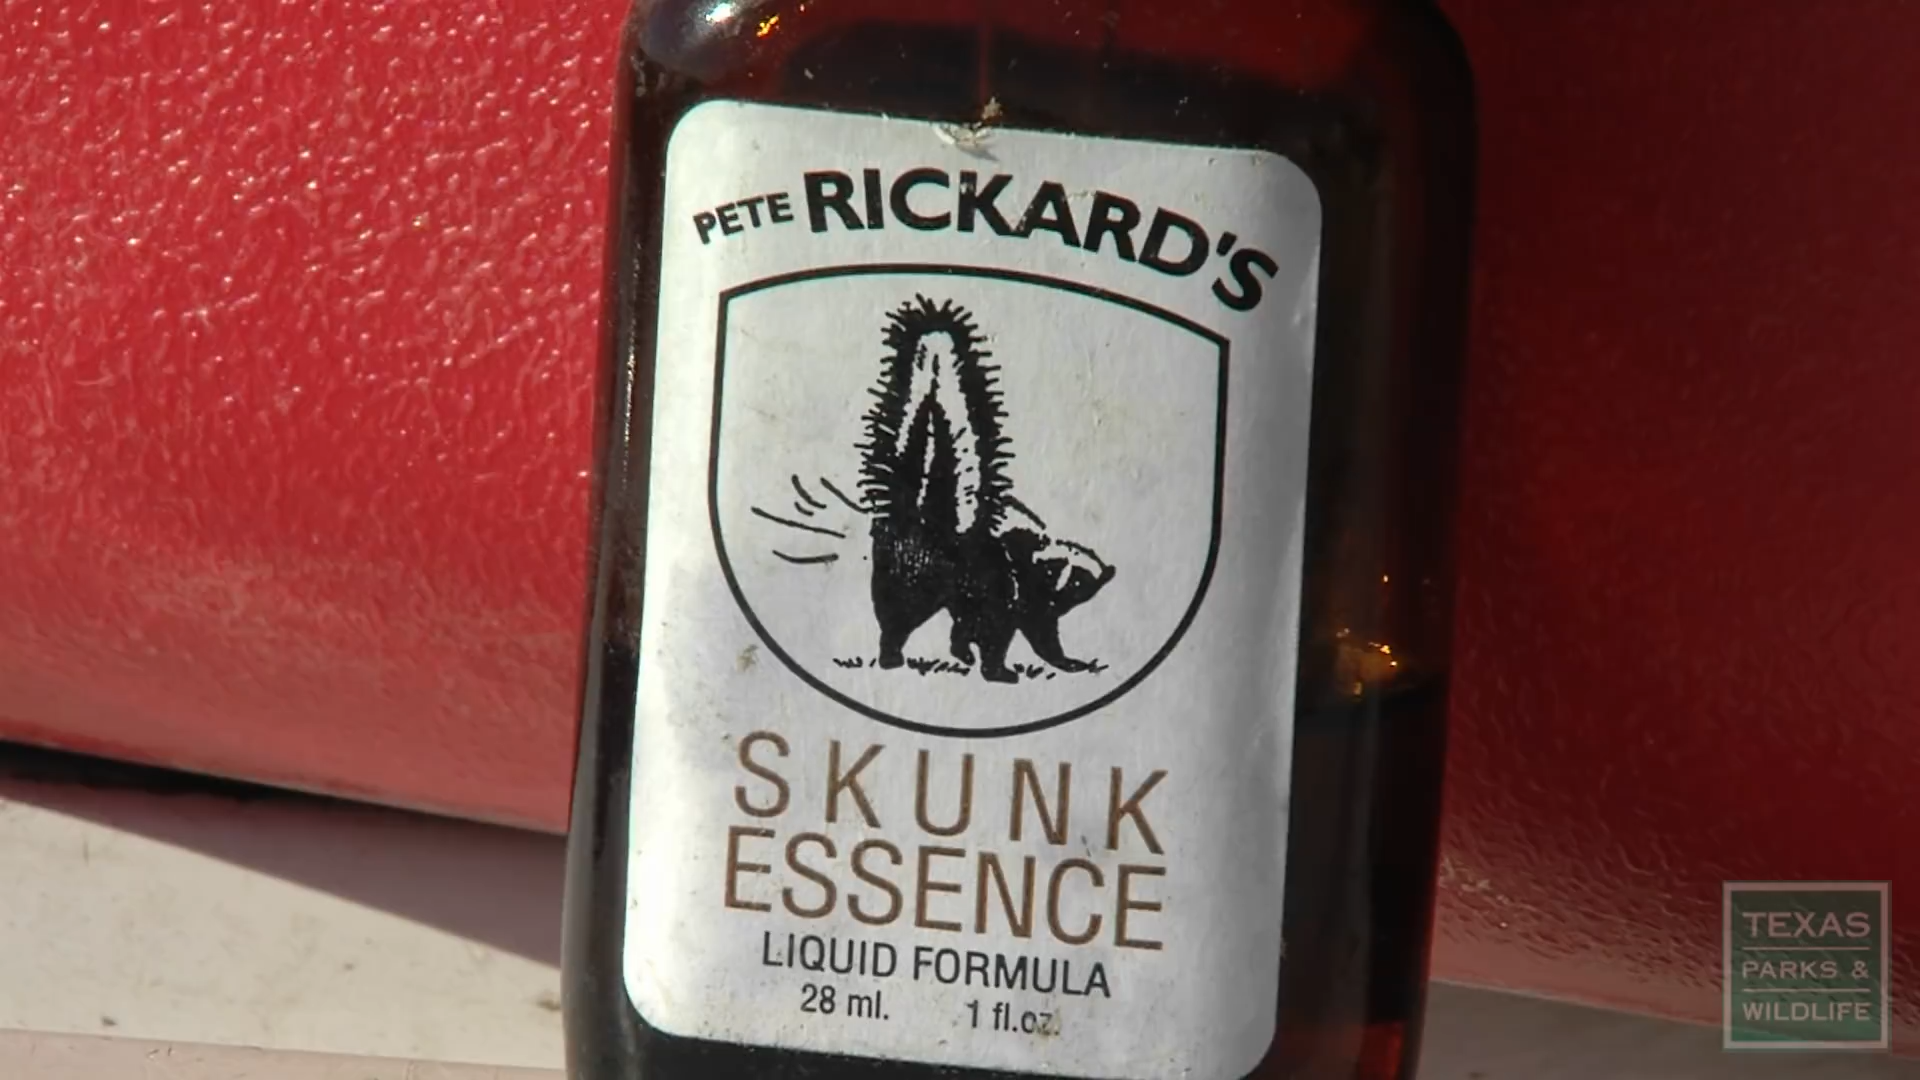 PETE RICKARD'S
SKUNK
ESSENCE
LIQUID FORMULA
28 ml. 1 fl.oz.
TEXAS
PARKS &
WILDLIFE